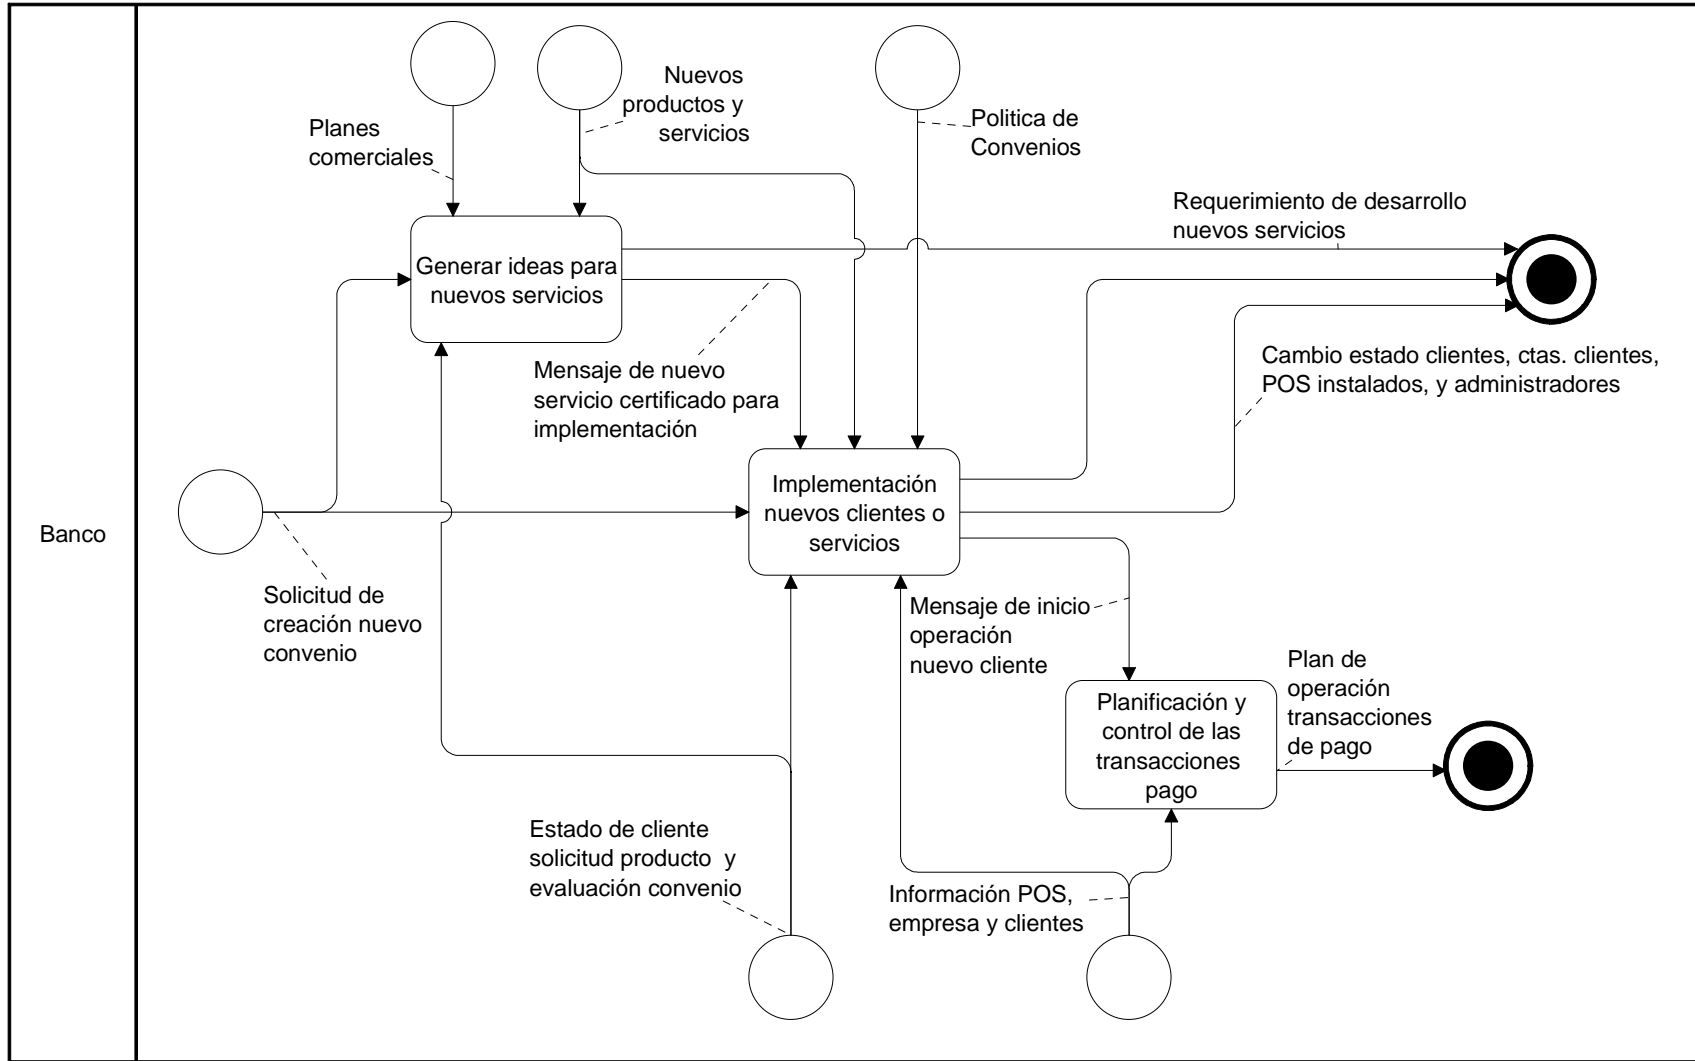 Nuevos
productos y
servicios
Planes
comerciales
Politica de
Convenios
Requerimiento de desarrollo
nuevos servicios
Generar ideas para
nuevos servicios
Cambio estado clientes, ctas. clientes,
POS instalados, y administradores
Mensaje de nuevo
servicio certificado para
implementación
Implementación
nuevos clientes o
servicios
Banco
Solicitud de
creación nuevo
convenio
Mensaje de inicio
operación
nuevo cliente
Plan de
operación
transacciones
de pago
Planificación y
control de las
transacciones
pago
Estado de cliente
solicitud producto y
evaluación convenio
Información POS,
empresa y clientes